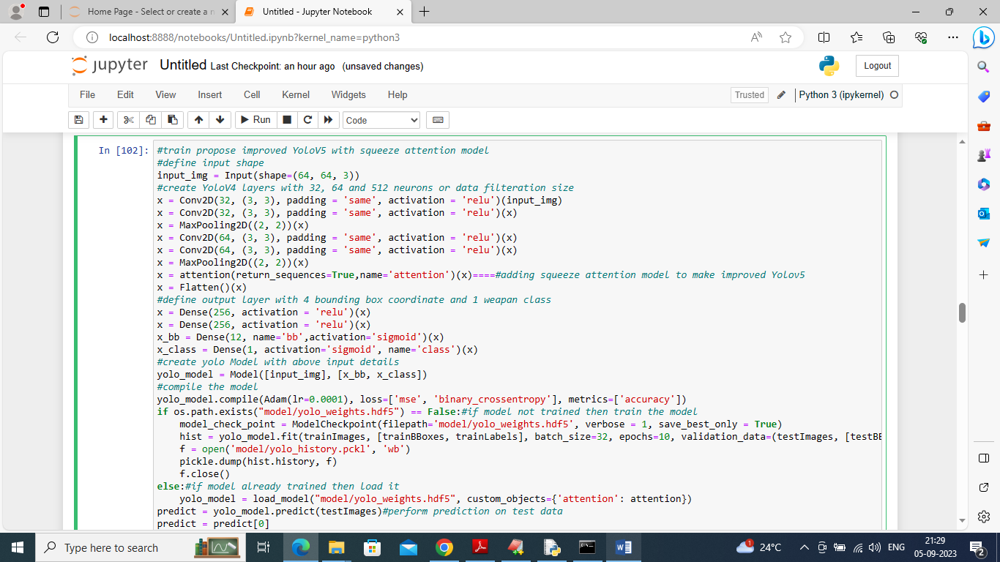 Home Page - Select or create a n
Untitled - Jupyter Notebook
localhost:8888/notebooks/Untitled.ipynb?kernel_name=python3
jupyter Untitled Last Checkpoint: an hour ago (unsaved changes)
Logout
File Edit View Insert Cell Kernel Widgets Help
Trusted Python 3 (ipykernel)
Run Code
In [102]:
#train propose improved YoloV5 with squeeze attention model
#define input shape
input_img = Input(shape=(64, 64, 3))
#create YoloV4 layers with 32, 64 and 512 neurons or data filteration size
x = Conv2D(32, (3, 3), padding = 'same', activation = 'relu')(input_img)
x = Conv2D(32, (3, 3), padding = 'same', activation = 'relu')(x)
x = MaxPooling2D((2, 2))(x)
x = Conv2D(64, (3, 3), padding = 'same', activation = 'relu')(x)
x = Conv2D(64, (3, 3), padding = 'same', activation = 'relu')(x)
x = MaxPooling2D((2, 2))(x)
x = attention(return_sequences=True,name='attention')(x)====#adding squeeze attention model to make improved Yolov5
x = Flatten()(x)
#define output layer with 4 bounding box coordinate and 1 weapan class
x = Dense(256, activation = 'relu')(x)
x = Dense(256, activation = 'relu')(x)
x_bb = Dense(12, name='bb',activation='sigmoid')(x)
x_class = Dense(1, activation='sigmoid', name='class')(x)
#create yolo Model with above input details
yolo_model = Model([input_img], [x_bb, x_class])
#compile the model
yolo_model.compile(Adam(lr=0.0001), loss=['mse', 'binary_crossentropy'], metrics=['accuracy'])
if os.path.exists("model/yolo_weights.hdf5") == False:#if model not trained then train the model
    model_check_point = ModelCheckpoint(filepath='model/yolo_weights.hdf5', verbose = 1, save_best_only = True)
    hist = yolo_model.fit(trainImages, [trainBBoxes, trainLabels], batch_size=32, epochs=10, validation_data=(testImages, [testBB
    f = open('model/yolo_history.pckl', 'wb')
    pickle.dump(hist.history, f)
    f.close()
else:#if model already trained then load it
    yolo_model = load_model("model/yolo_weights.hdf5", custom_objects={'attention': attention})
predict = yolo_model.predict(testImages)#perform prediction on test data
predict = predict[0]
Type here to search
1
24°C
ENG
21:29
05-09-2023
2